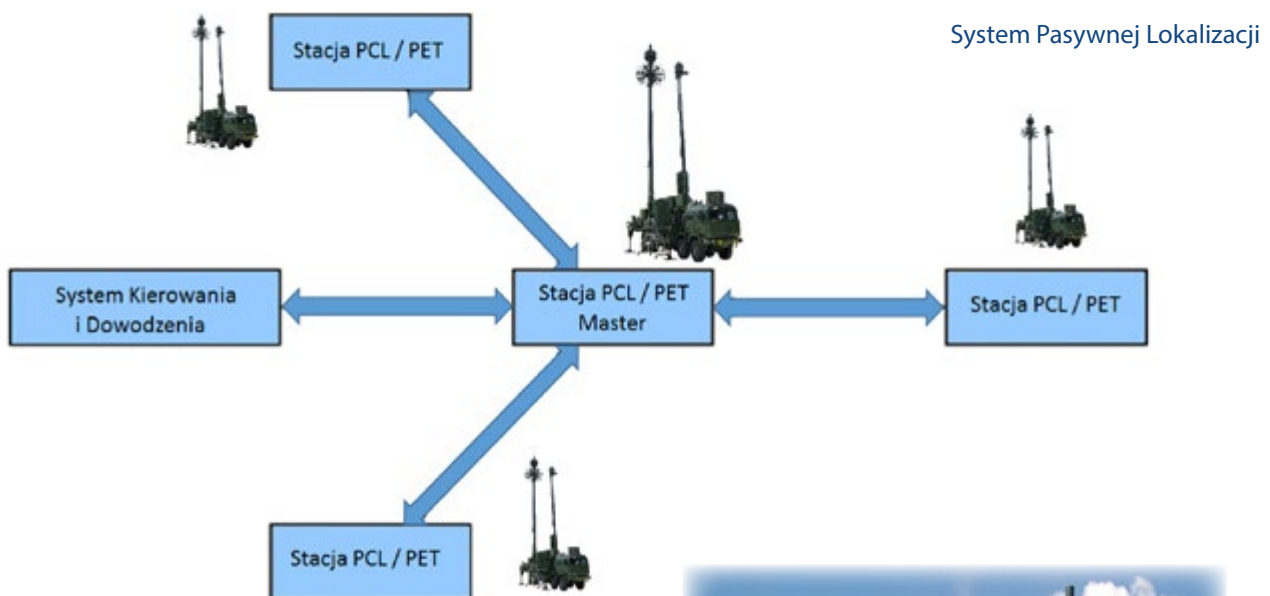 System Pasywnej Lokalizacji
Stacja PCL / PET
System Kierowania
i Dowodzenia
Stacja PCL / PET
Master
Stacja PCL / PET
Stacja PCL / PET